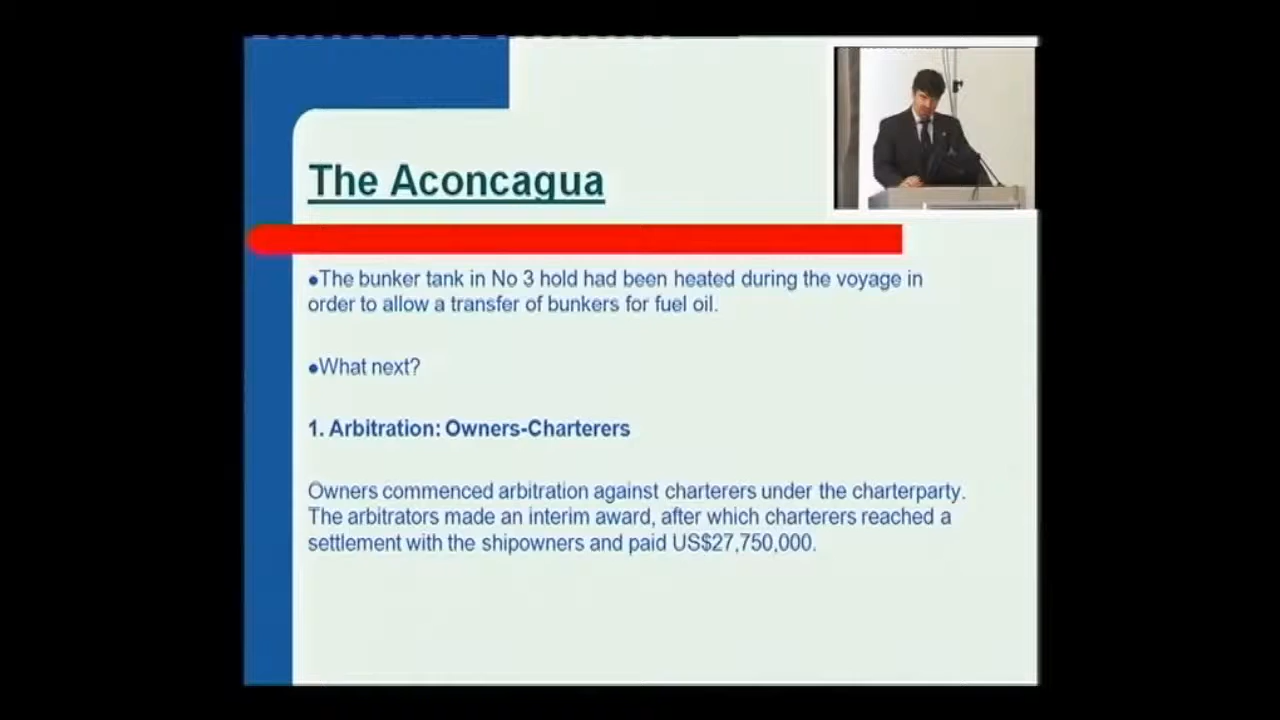 The Aconcagua
●The bunker tank in No 3 hold had been heated during the voyage in
order to allow a transfer of bunkers for fuel oil.
●What next?
1. Arbitration: Owners-Charterers
Owners commenced arbitration against charterers under the charterparty.
The arbitrators made an interim award, after which charterers reached a
settlement with the shipowners and paid US$27,750,000.